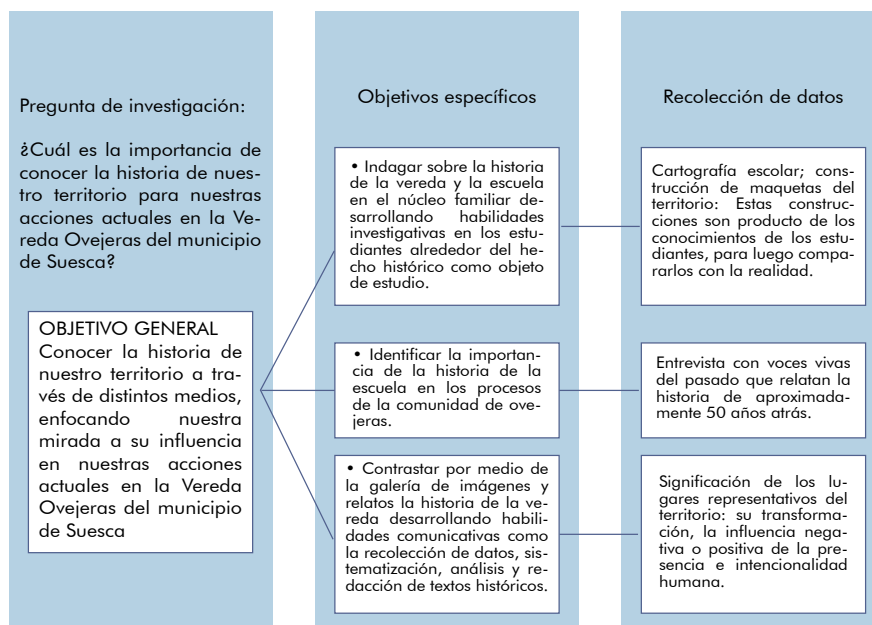 Pregunta de investigación:
¿Cuál es la importancia de
conocer la historia de nues-
tro territorio para nuestras
acciones actuales en la Ve-
reda Ovejeras del municipio
de Suesca?
OBJETIVO GENERAL
Conocer la historia de
nuestro territorio a tra-
vés de distintos medios,
enfocando nuestra
mirada a su influencia
en nuestras acciones
actuales en la Vereda
Ovejeras del municipio
de Suesca
Objetivos específicos
• Indagar sobre la historia
de la vereda y la escuela
en el núcleo familiar de-
sarrollando habilidades
investigativas en los estu-
diantes alrededor del he-
cho histórico como objeto
de estudio.
• Identificar la importan-
cia de la historia de la
escuela en los procesos
de la comunidad de ove-
jeras.
• Contrastar por medio de
la galería de imágenes y
relatos la historia de la ve-
reda desarrollando habili-
dades comunicativas como
la recolección de datos, sis-
tematización, análisis y re-
dacción de textos históricos.
Recolección de datos
Cartografía escolar; cons-
trucción de maquetas del
territorio: Estas construc-
ciones son producto de los
conocimientos de los estu-
diantes, para luego compa-
rarlos con la realidad.
Entrevista con voces vivas
del pasado que relatan la
historia de aproximada-
mente 50 años atrás.
Significación de los lu-
gares representativos del
territorio: su transforma-
ción, la influencia nega-
tiva o positiva de la pre-
sencia e intencionalidad
humana.